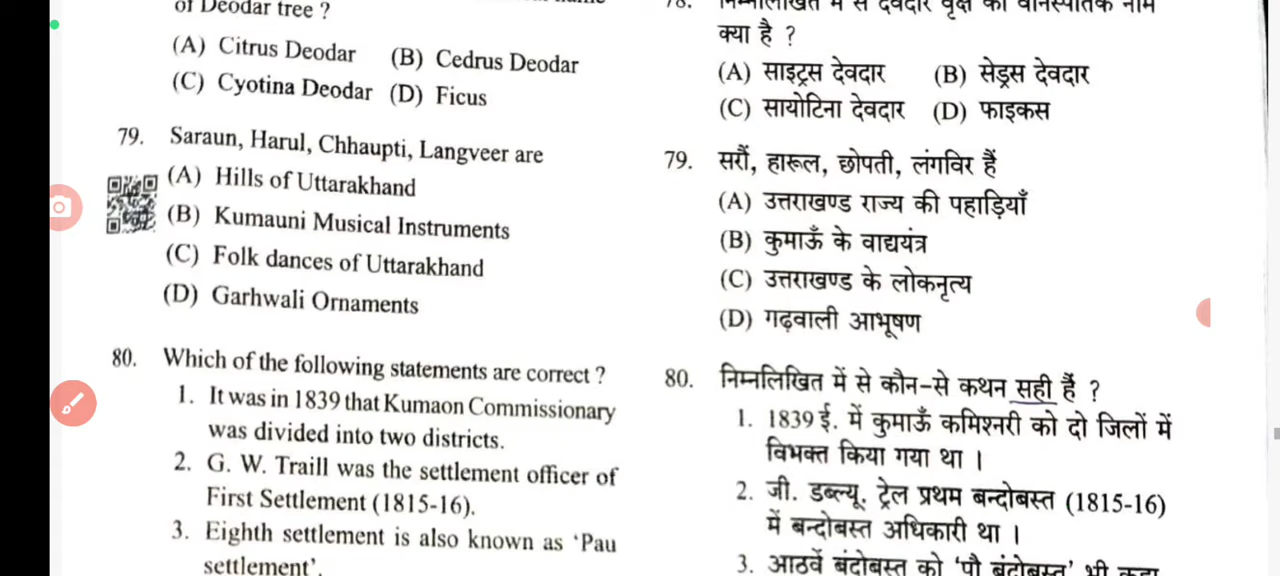 of Deodar tree ?
(A) Citrus Deodar (B) Cedrus Deodar
(C) Cyotina Deodar (D) Ficus
79. Saraun, Harul, Chhaupti, Langveer are
(A) Hills of Uttarakhand
(B) Kumauni Musical Instruments
(C) Folk dances of Uttarakhand
(D) Garhwali Ornaments
80. Which of the following statements are correct ?
1. It was in 1839 that Kumaon Commissionary
was divided into two districts.
2. G. W. Traill was the settlement officer of
First Settlement (1815-16).
3. Eighth settlement is also known as ‘Pau
settlement’.
78. निम्नलिखित में से देवदार वृक्ष का वानस्पतिक नाम
क्या है ?
(A) साइट्रस देवदार (B) सेड्रस देवदार
(C) सायोटिना देवदार (D) फाइकस
79. सरौं, हारूल, छोपती, लंगविर हैं
(A) उत्तराखण्ड राज्य की पहाड़ियाँ
(B) कुमाऊँ के वाद्ययंत्र
(C) उत्तराखण्ड के लोकनृत्य
(D) गढ़वाली आभूषण
80. निम्नलिखित में से कौन-से कथन सही हैं ?
1. 1839 ई. में कुमाऊँ कमिश्नरी को दो जिलों में
विभक्त किया गया था ।
2. जी. डब्ल्यू. ट्रेल प्रथम बन्दोबस्त (1815-16)
में बन्दोबस्त अधिकारी था ।
3. आठवें बंदोबस्त को ‘पौ बंदोबस्त’ भी कहा